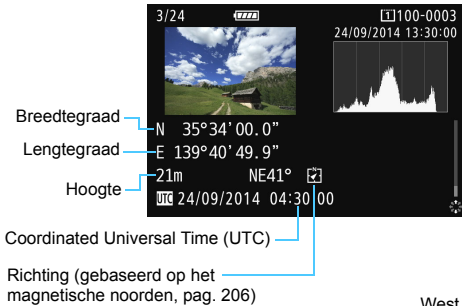 3/24
1 100-0003
24/09/2014 13:30:00
Breedtegraad
N 35°34'00.0"
Lengtegraad
E 139°40'49.9"
Hoogte
21m NE41° N
UTC 24/09/2014 04:30:00
Coordinated Universal Time (UTC)
Richting (gebaseerd op het
magnetische noorden, pag. 206)
West